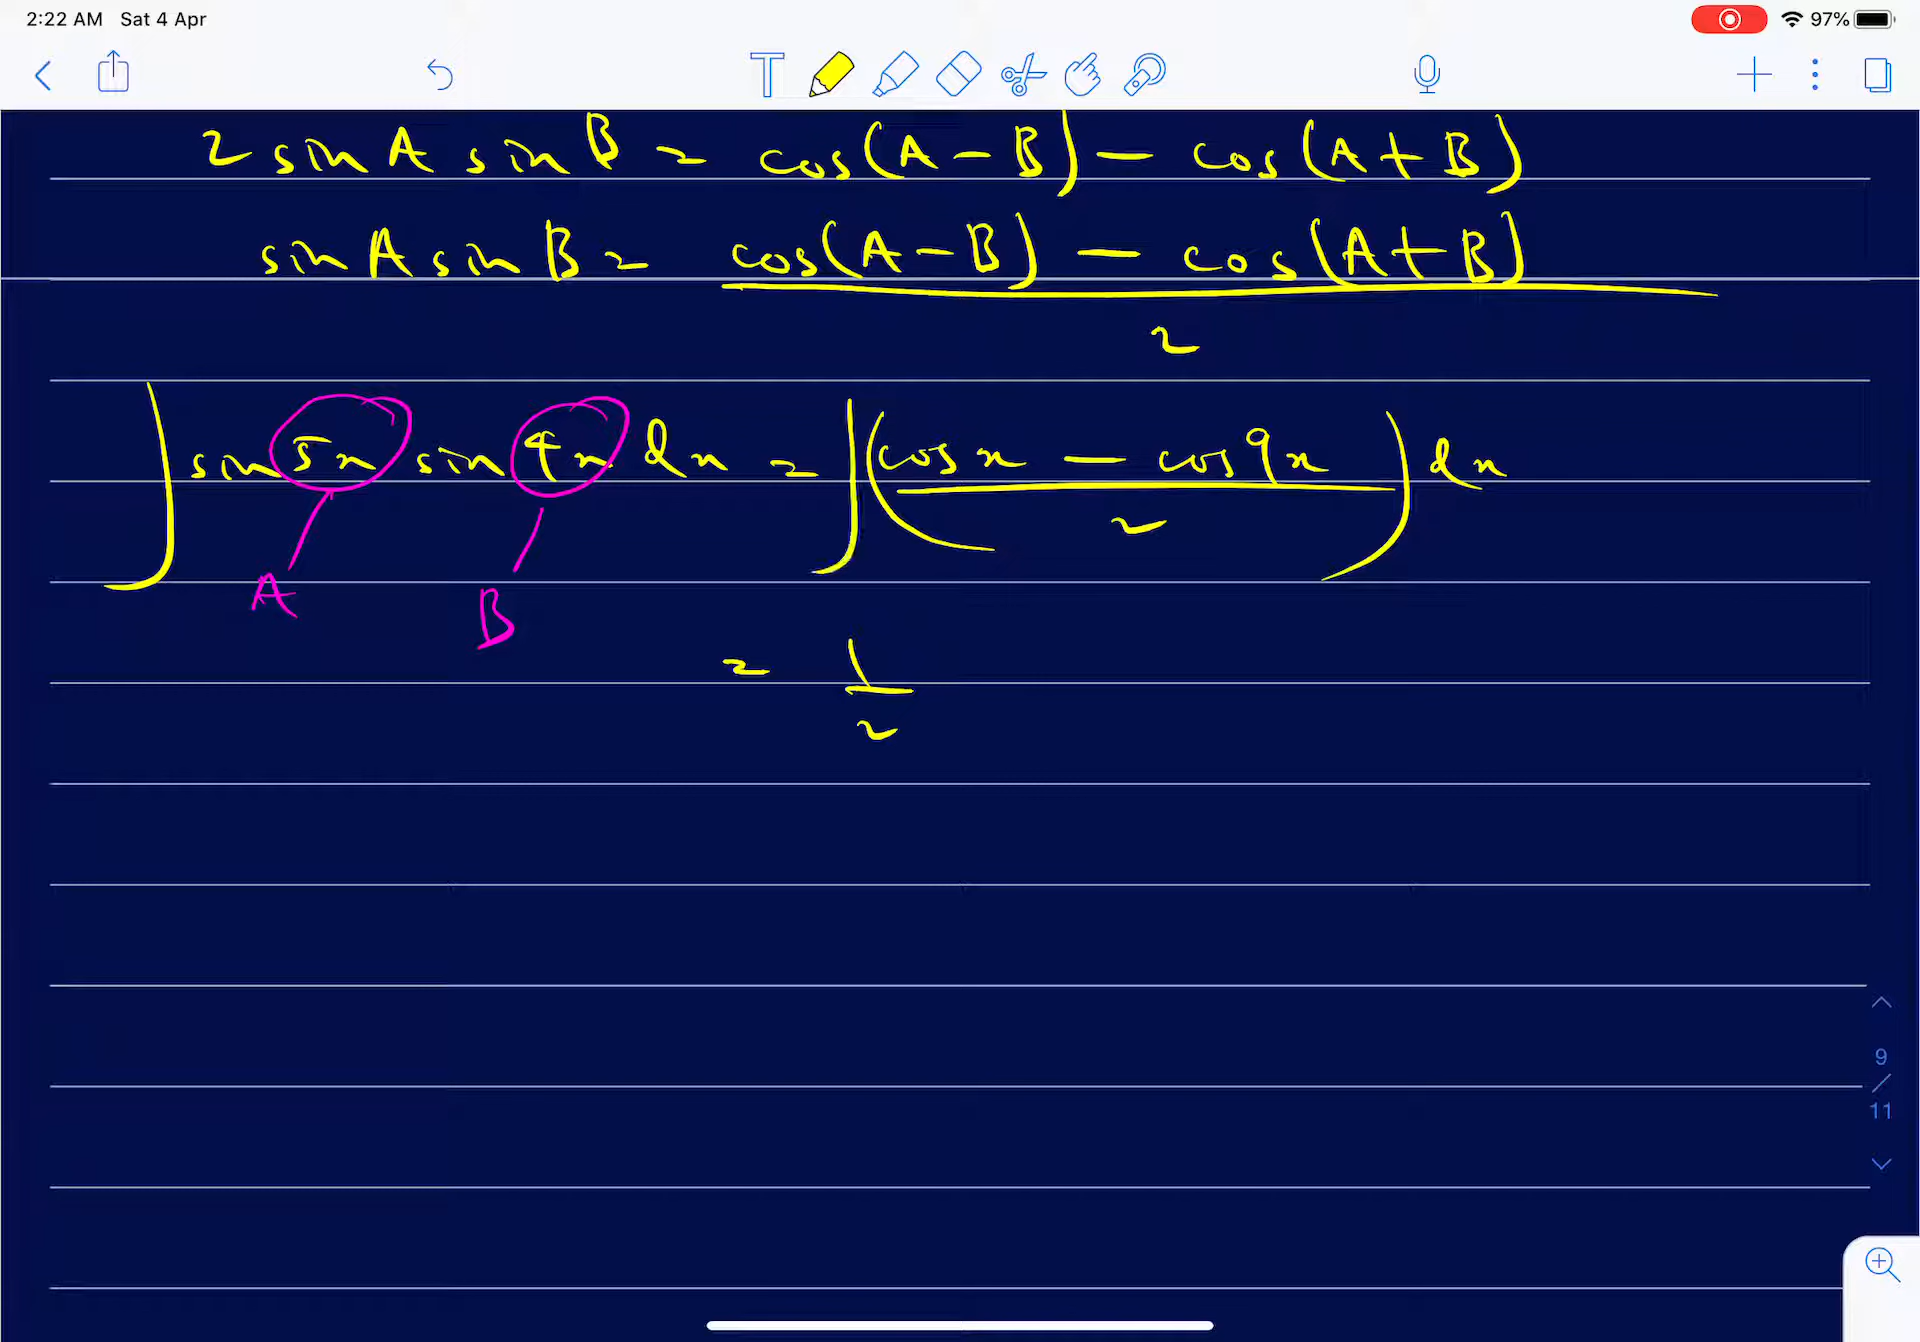 2:22 AM Sat 4 Apr 97%
2 sin A sin B = cos(A - B) - cos(A + B)
sin A sin B = cos(A - B) - cos(A + B)
2
∫ sin 5x sin 4x dx = ∫ (cos x - cos 9x / 2) dx
A B
= 1/2
9
/
11